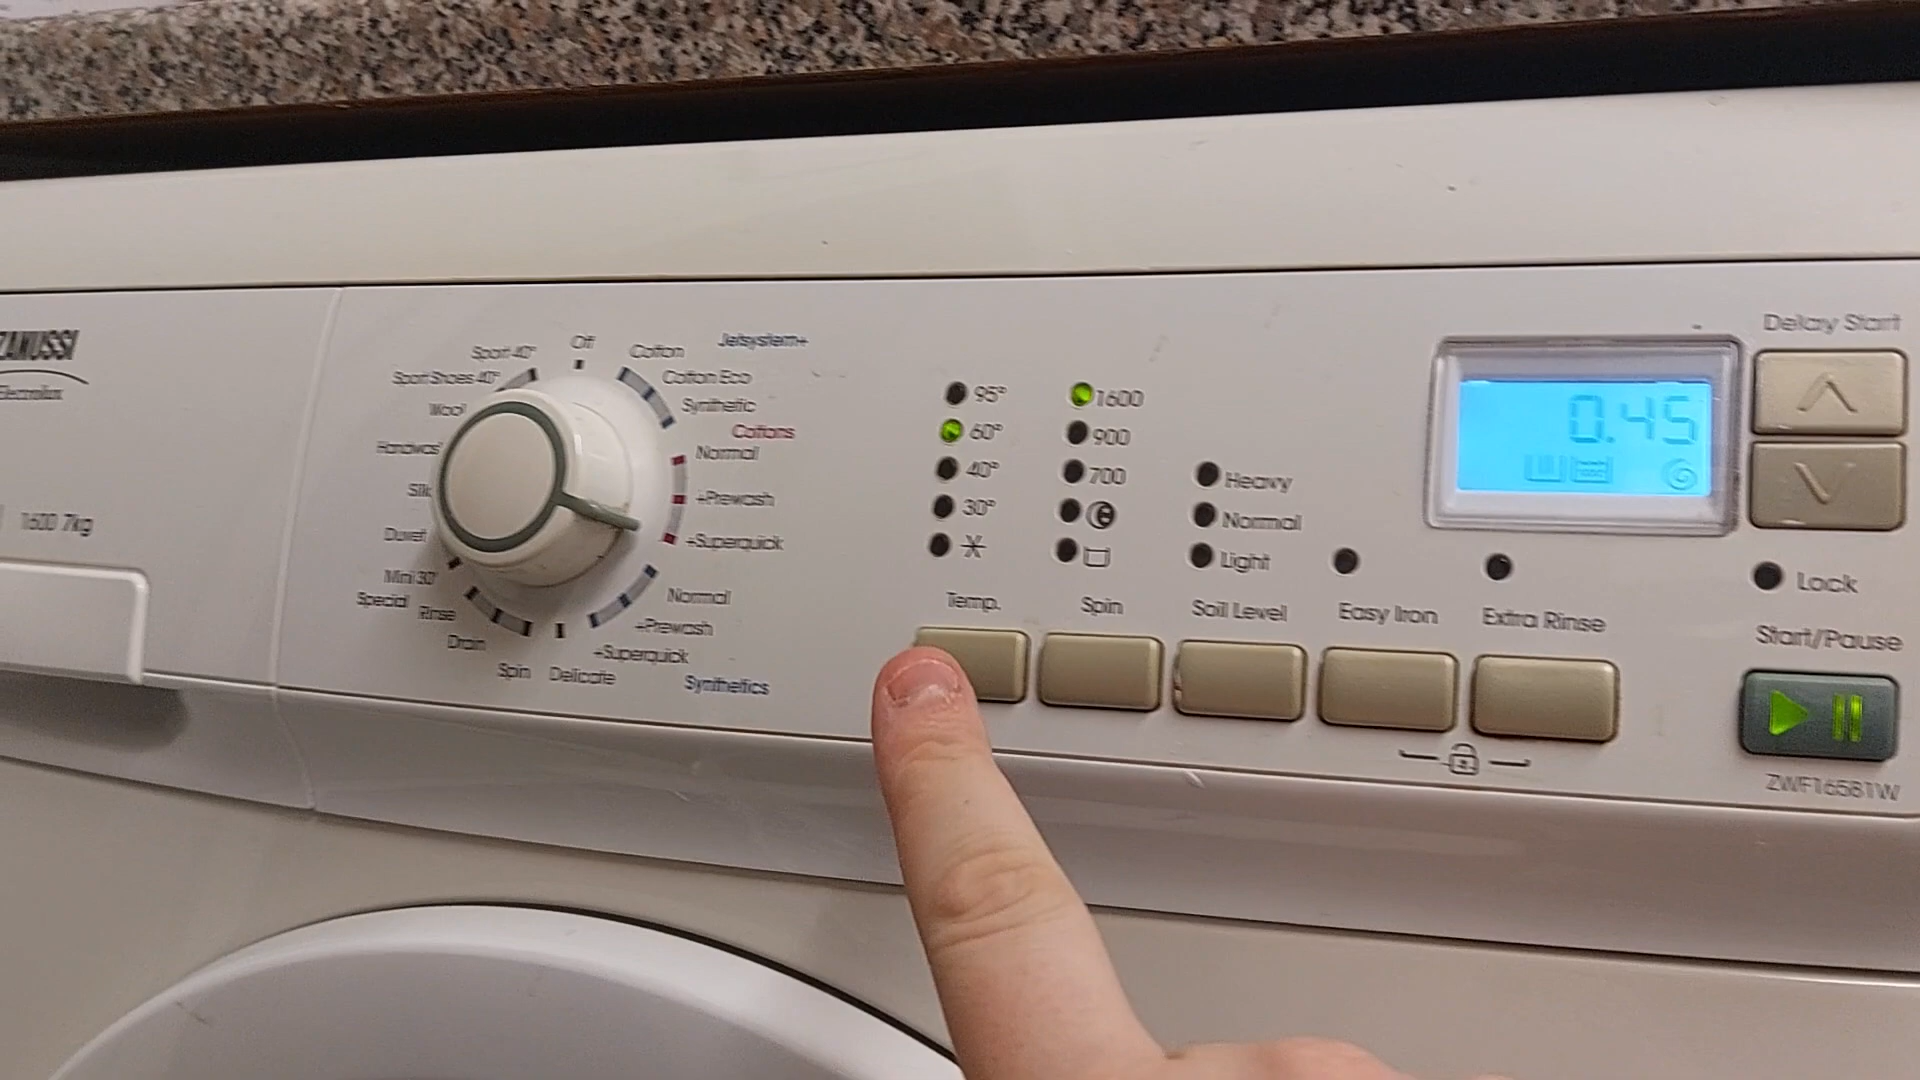 ZANUSSI
Electrolux
1600 7kg
Off
Sport 40°
Sport Shoes 40°
Wool
Silk
Duvet
Mini 30'
Special
Rinse
Drain
Spin
Delicate
Cotton
Jetsystem+
Cotton Eco
Synthetic
Cottons
Normal
+Prewash
+Superquick
Normal
+Prewash
+Superquick
Synthetics
95°
60°
40°
30°
Temp.
1600
900
700
Spin
Heavy
Normal
Light
Soil Level
Easy Iron
Extra Rinse
0.45
Delay Start
Lock
Start/Pause
ZWF16581W